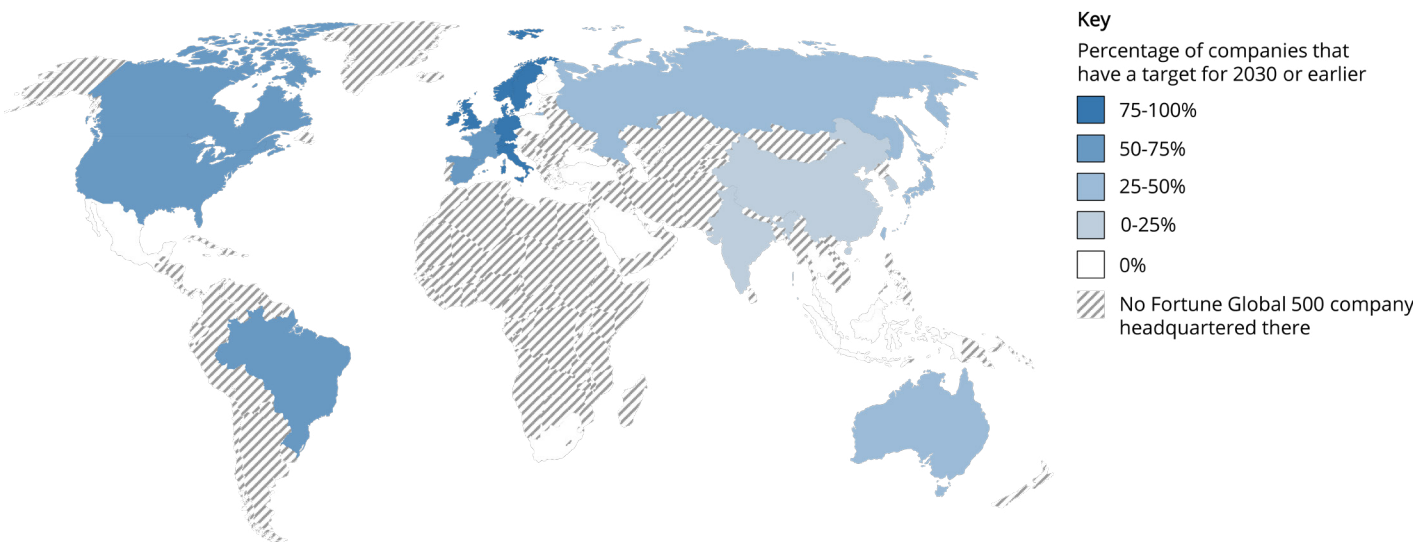 Key
Percentage of companies that
have a target for 2030 or earlier
75-100%
50-75%
25-50%
0-25%
0%
No Fortune Global 500 company
headquartered there